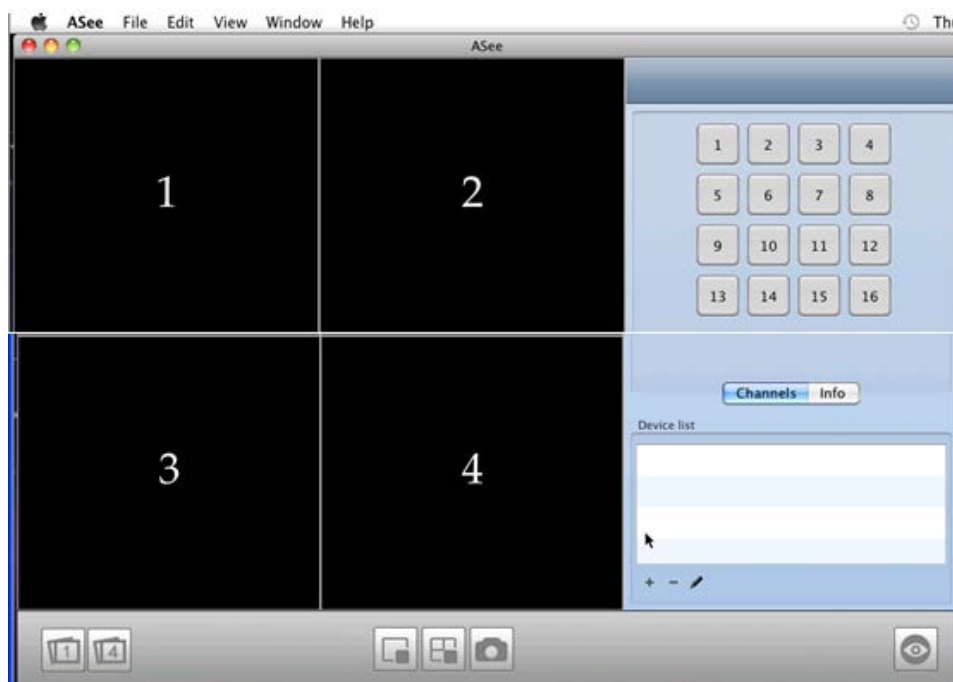 ASee File Edit View Window Help
ASee
1 2
1 2 3 4
5 6 7 8
9 10 11 12
13 14 15 16
3 4
Channels Info
Device list
+ -
1 4